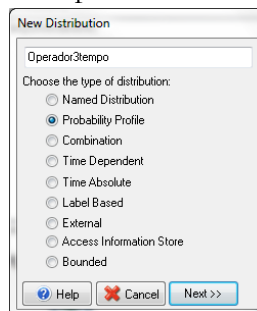 New Distribution
Operador3tempo
Choose the type of distribution:
Named Distribution
Probability Profile
Combination
Time Dependent
Time Absolute
Label Based
External
Access Information Store
Bounded
Help Cancel Next >>